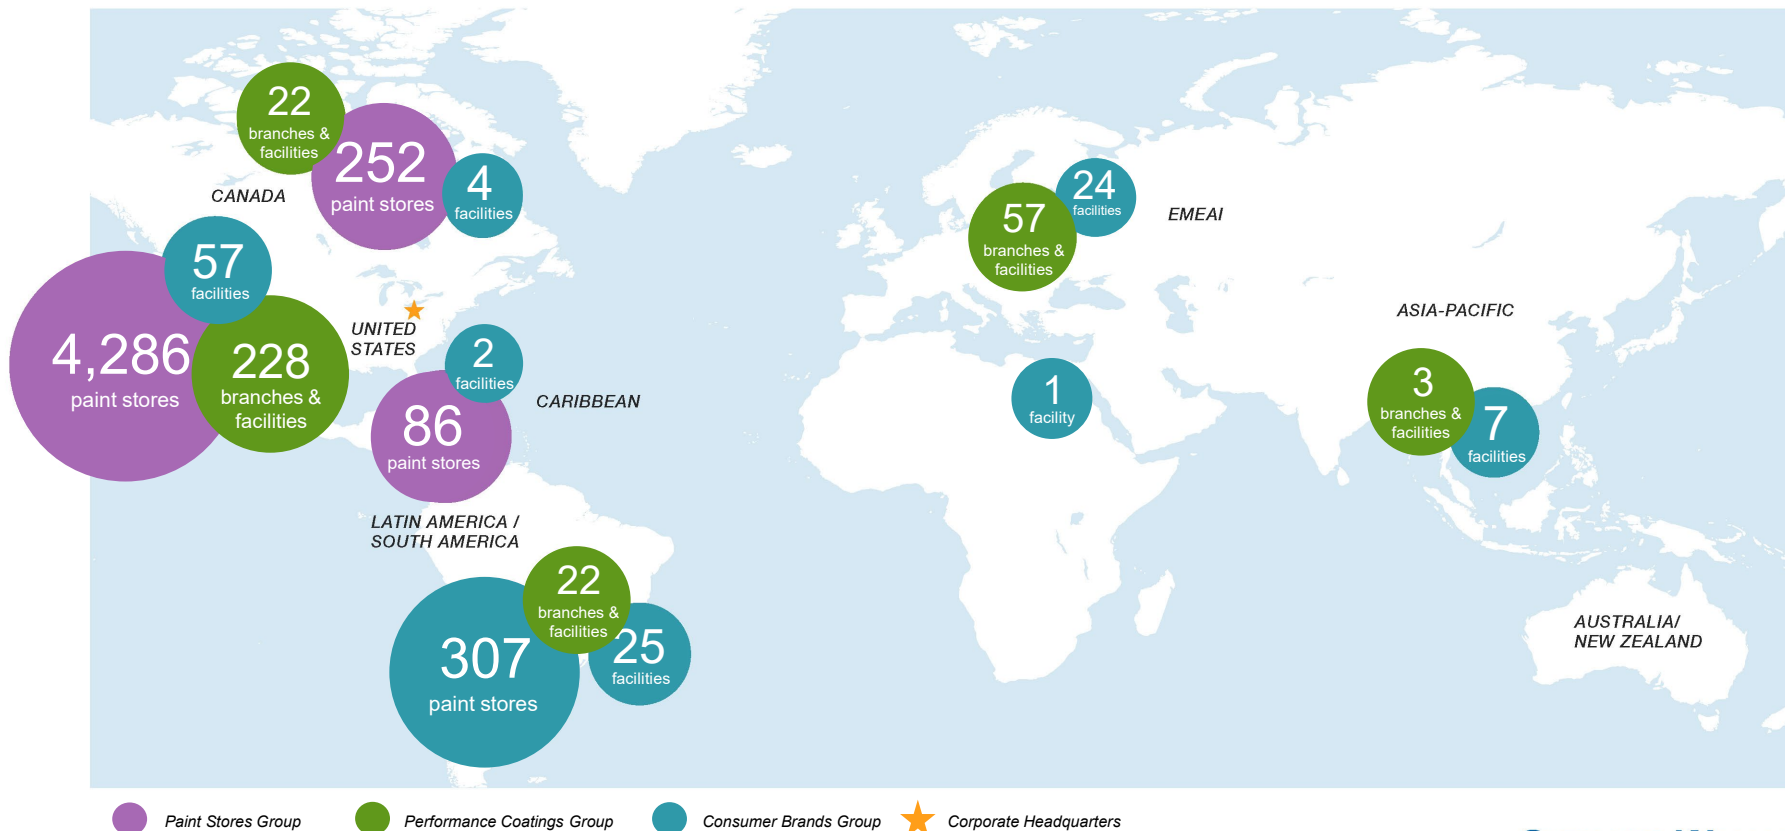 22
branches &
facilities
252
paint stores
4
facilities
CANADA
57
facilities
4,286
paint stores
228
branches &
facilities
UNITED
STATES
2
facilities
86
paint stores
CARIBBEAN
LATIN AMERICA /
SOUTH AMERICA
22
branches &
facilities
307
paint stores
25
facilities
24
facilities
57
branches &
facilities
EMEAI
1
facility
ASIA-PACIFIC
3
branches &
facilities
7
facilities
AUSTRALIA/
NEW ZEALAND
Paint Stores Group
Performance Coatings Group
Consumer Brands Group
Corporate Headquarters